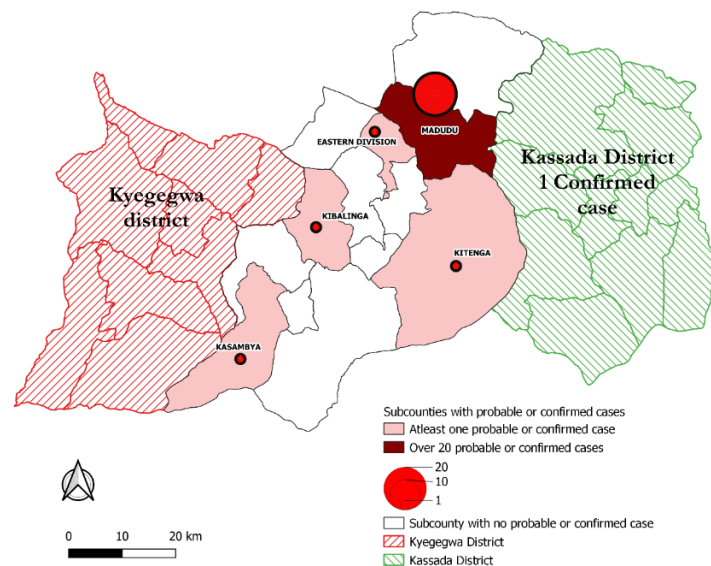 MADUDU
EASTERN DIVISION
Kyegegwa
district
Kassada District
1 Confirmed
case
KIBALINGA
KITENGA
KASAMBYA
Subcounties with probable or confirmed cases
Atleast one probable or confirmed case
Over 20 probable or confirmed cases
20
10
1
Subcounty with no probable or confirmed case
Kyegegwa District
Kassada District
0 10 20 km